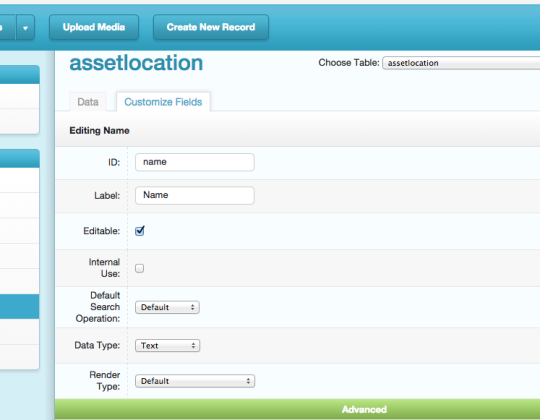 Upload Media
Create New Record
assetlocation
Choose Table: assetlocation
Data
Customize Fields
Editing Name
ID: name
Label: Name
Editable:
Internal
Use:
Default
Search
Operation:
Default
Data Type: Text
Render
Type:
Default
Advanced